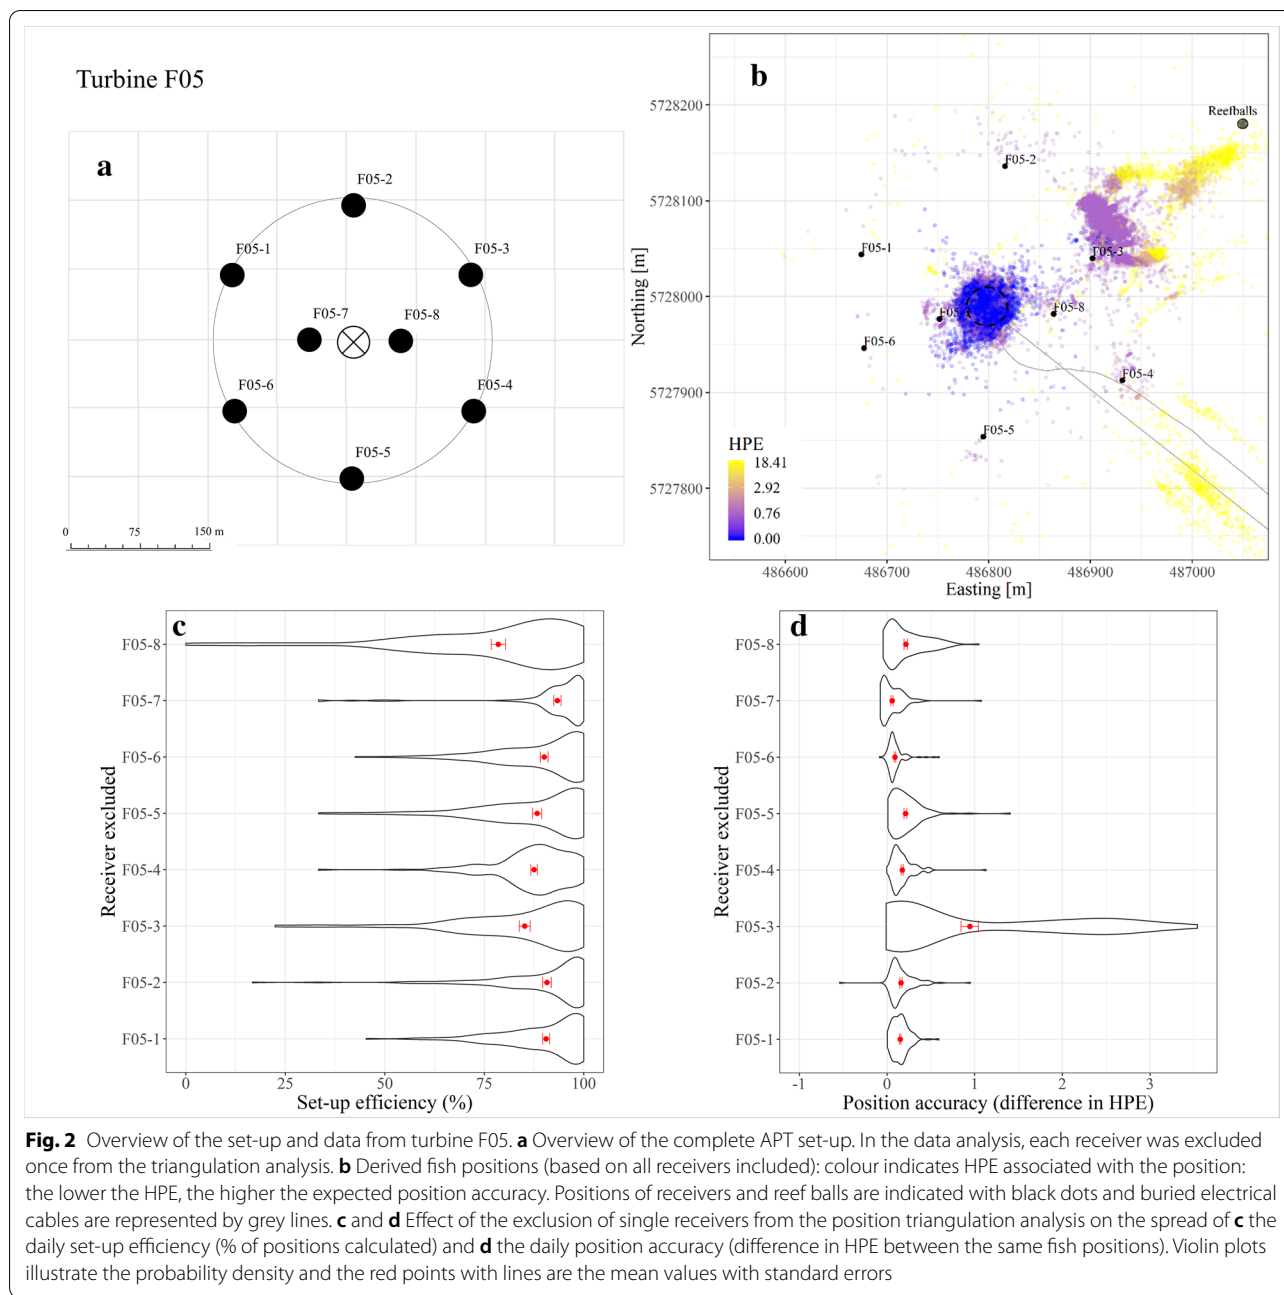 Turbine F05
a
F05-2
F05-1
F05-3
F05-7
F05-8
F05-6
F05-4
F05-5
0 75 150 m
b
Northing [m]
5728200
5728100
5728000
5727900
5727800
Reefballs
F05-2
F05-1
F05-3
F05-8
F05-6
F05-4
F05-5
HPE
18.41
2.92
0.76
0.00
486600 486700 486800 486900 487000
Easting [m]
c
Receiver excluded
F05-8
F05-7
F05-6
F05-5
F05-4
F05-3
F05-2
F05-1
0 25 50 75 100
Set-up efficiency (%)
d
Receiver excluded
F05-8
F05-7
F05-6
F05-5
F05-4
F05-3
F05-2
F05-1
-1 0 1 2 3
Position accuracy (difference in HPE)
Fig. 2 Overview of the set-up and data from turbine F05. a Overview of the complete APT set-up. In the data analysis, each receiver was excluded
once from the triangulation analysis. b Derived fish positions (based on all receivers included): colour indicates HPE associated with the position:
the lower the HPE, the higher the expected position accuracy. Positions of receivers and reef balls are indicated with black dots and buried electrical
cables are represented by grey lines. c and d Effect of the exclusion of single receivers from the position triangulation analysis on the spread of c the
daily set-up efficiency (% of positions calculated) and d the daily position accuracy (difference in HPE between the same fish positions). Violin plots
illustrate the probability density and the red points with lines are the mean values with standard errors